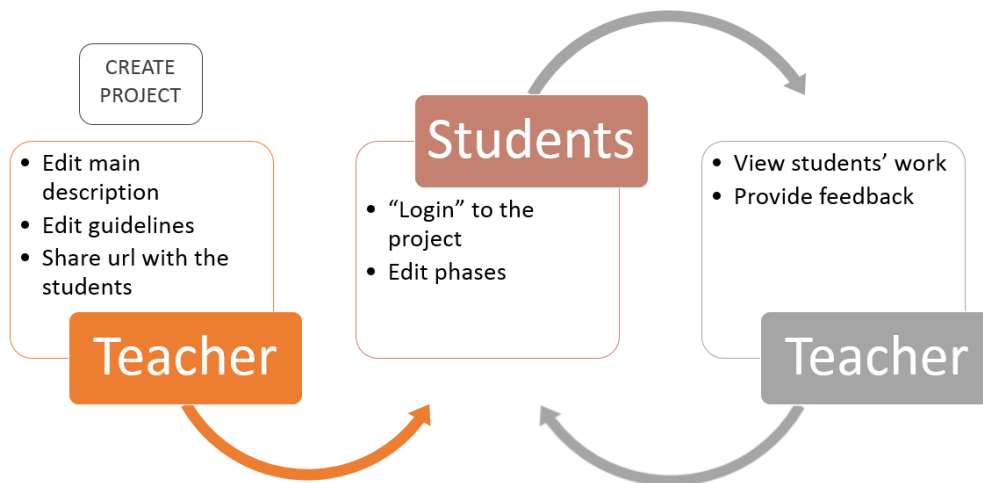 CREATE
PROJECT
• Edit main
description
• Edit guidelines
• Share url with the
students
Teacher
Students
• “Login” to the
project
• Edit phases
• View students’ work
• Provide feedback
Teacher